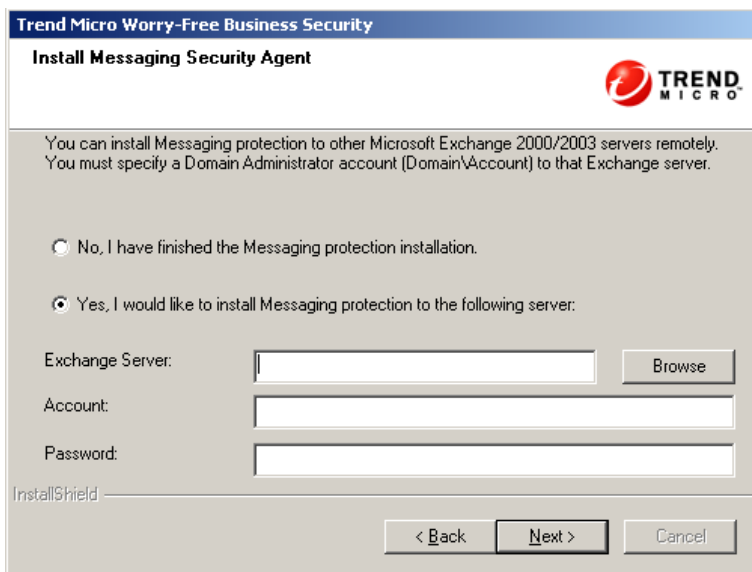 Trend Micro Worry-Free Business Security
Install Messaging Security Agent
TREND
MICRO™
You can install Messaging protection to other Microsoft Exchange 2000/2003 servers remotely.
You must specify a Domain Administrator account (Domain\Account) to that Exchange server.
No, I have finished the Messaging protection installation.
Yes, I would like to install Messaging protection to the following server:
Exchange Server:
Browse
Account:
Password:
InstallShield
< Back
Next >
Cancel